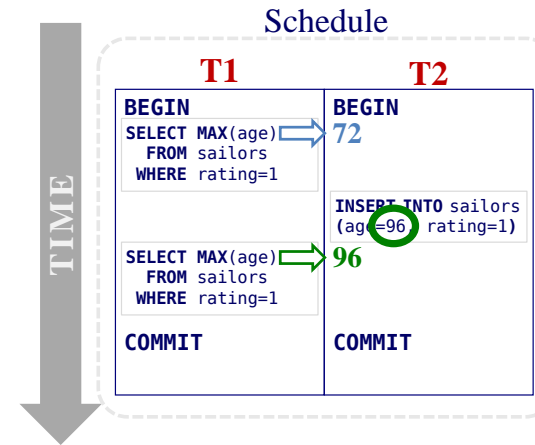 Schedule
T1
T2
BEGIN
BEGIN
SELECT MAX(age)
72
FROM sailors
WHERE rating=1
INSERT INTO sailors
(age=96, rating=1)
SELECT MAX(age)
96
FROM sailors
WHERE rating=1
COMMIT
COMMIT
TIME